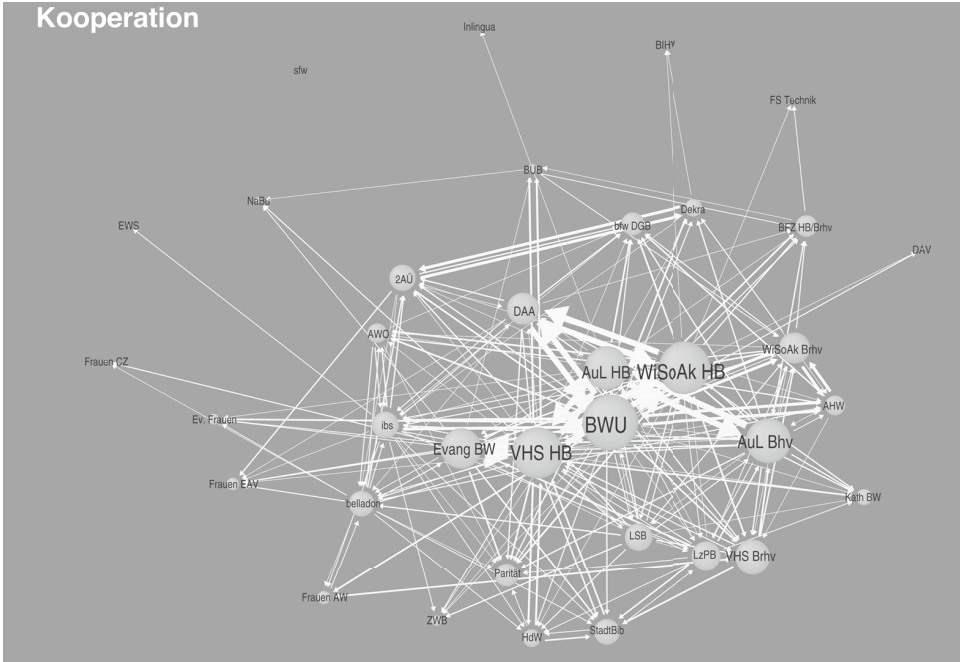 Kooperation
Inlingua
BIHV
sfw
FS Technik
BÜB
NaBu
Dekra
EWS
bfw DGB
BFZ HB/Brhv
DAV
2AÜ
DAA
AWO
WiSoAk Brhv
Frauen CZ
AuL HB
WiSoAk HB
AHW
Ev. Frauen
ibs
BWU
AuL Bhv
Evang BW
VHS HB
Frauen EAV
Kath BW
belladon
LSB
LzPB
VHS Brhv
Parität
Frauen AW
ZWB
StadtBib
HdW